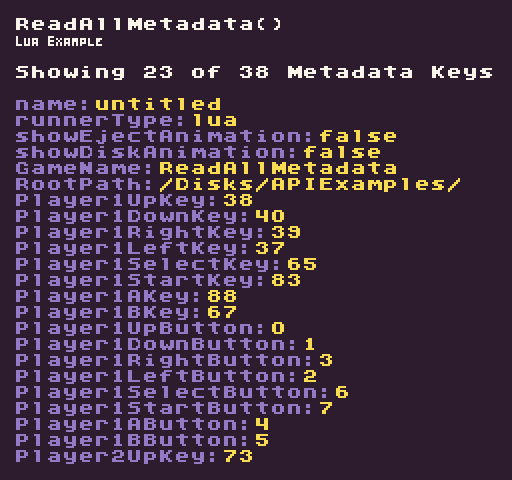 ReadAllMetadata()
Lua Example
Showing 23 of 38 Metadata Keys
name:untitled
runnerType:lua
showEjectAnimation:false
showDiskAnimation:false
GameName:ReadAllMetadata
RootPath:/Disks/APIExamples/
Player1UpKey:38
Player1DownKey:40
Player1RightKey:39
Player1LeftKey:37
Player1SelectKey:65
Player1StartKey:83
Player1AKey:88
Player1BKey:67
Player1UpButton:0
Player1DownButton:1
Player1RightButton:3
Player1LeftButton:2
Player1SelectButton:6
Player1StartButton:7
Player1AButton:4
Player1BButton:5
Player2UpKey:73